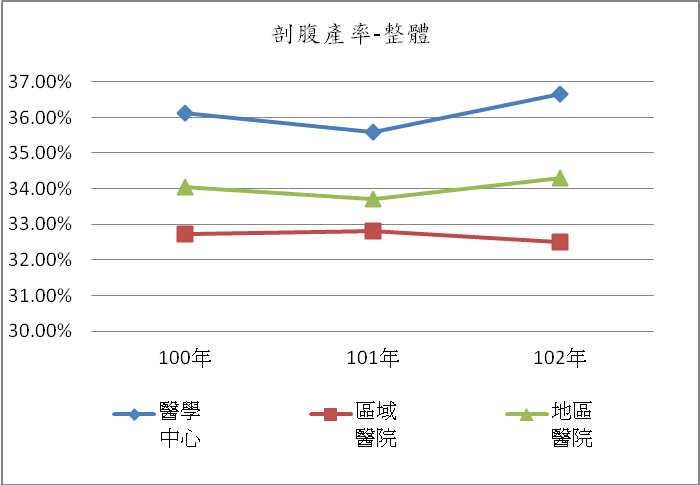 剖腹產率-整體
37.00%
36.00%
35.00%
34.00%
33.00%
32.00%
31.00%
30.00%
100年
101年
102年
醫學
中心
區域
醫院
地區
醫院